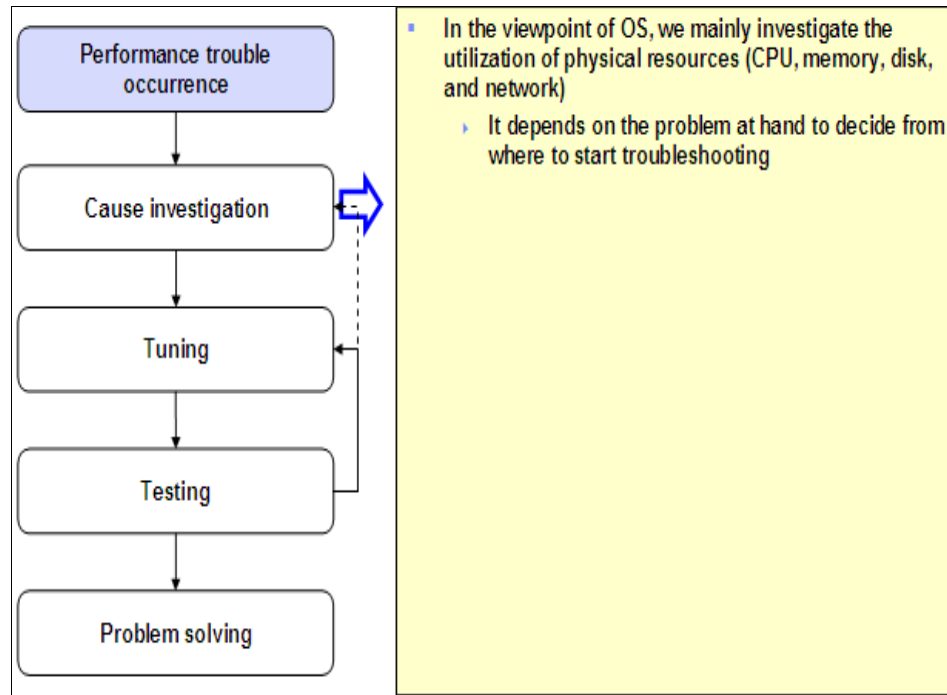 Performance trouble
occurrence
Cause investigation
Tuning
Testing
Problem solving
In the viewpoint of OS, we mainly investigate the
utilization of physical resources (CPU, memory, disk,
and network)
It depends on the problem at hand to decide from
where to start troubleshooting